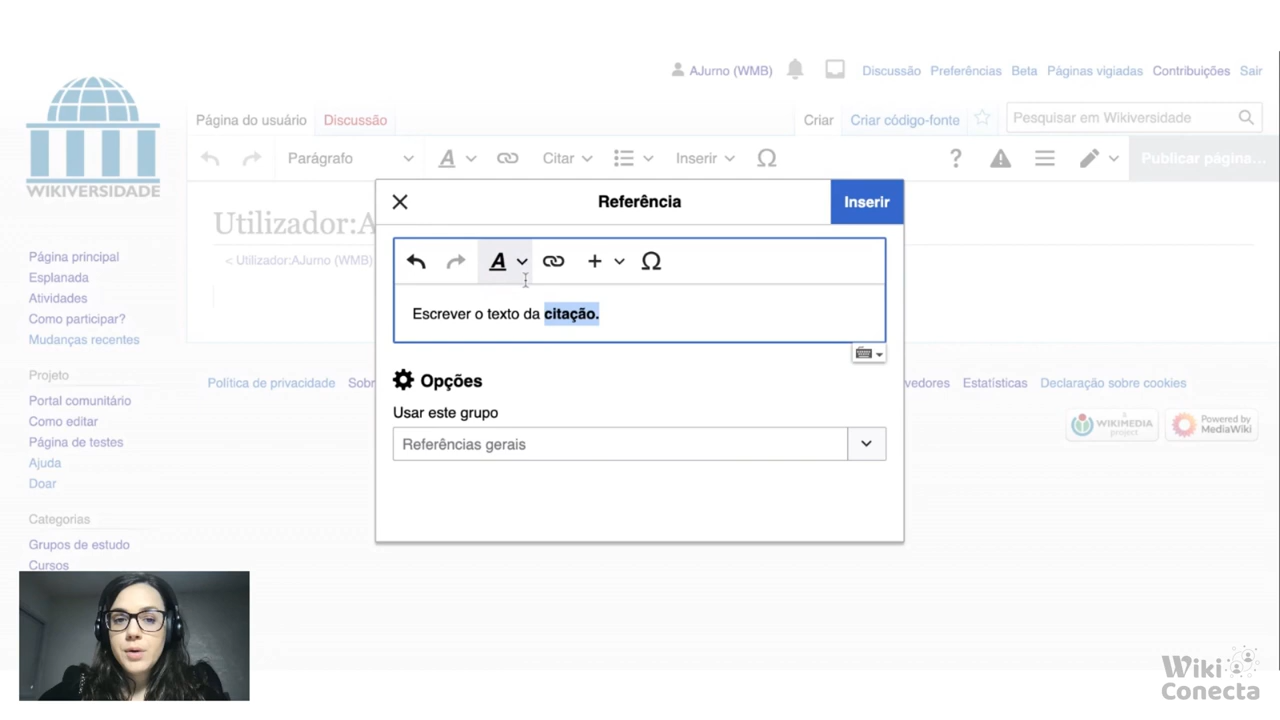 AJurno (WMB) Discussão Preferências Beta Páginas vigiadas Contribuições Sair
Página do usuário Discussão Criar Criar código-fonte Pesquisar em Wikiversidade
Parágrafo A Citar Inserir Ω ? Publicar página...
WIKIVERSIDADE
Referência Inserir
Utilizador:A
< Utilizador:AJurno (WMB)
A Ω
Escrever o texto da citação.
Opções
Usar este grupo
Referências gerais
Página principal
Esplanada
Atividades
Como participar?
Mudanças recentes
Projeto
Portal comunitário
Como editar
Página de testes
Ajuda
Doar
Categorias
Grupos de estudo
Cursos
Política de privacidade Sobr vedores Estatísticas Declaração sobre cookies
A WIKIMEDIA project
Powered by MediaWiki
Wiki
Conecta